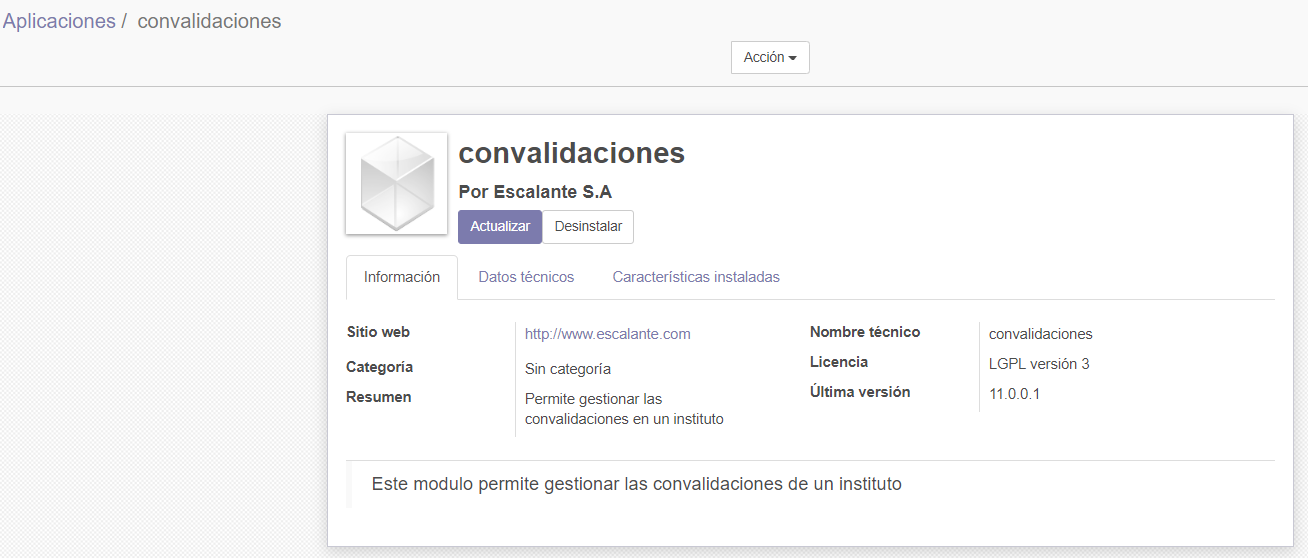 Aplicaciones / convalidaciones
Acción
convalidaciones
Por Escalante S.A
Actualizar Desinstalar
Información Datos técnicos Características instaladas
Sitio web http://www.escalante.com Nombre técnico convalidaciones
Categoría Sin categoría Licencia LGPL versión 3
Resumen Permite gestionar las Última versión 11.0.0.1
convalidaciones en un instituto
Este modulo permite gestionar las convalidaciones de un instituto